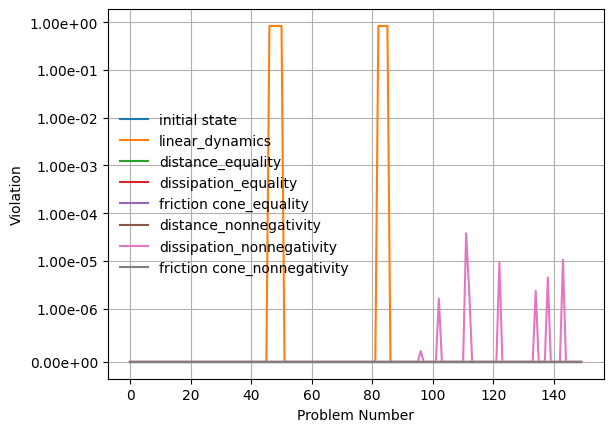 1.00e+00
1.00e-01
1.00e-02
1.00e-03
1.00e-04
1.00e-05
1.00e-06
0.00e+00
Violation
initial state
linear_dynamics
distance_equality
dissipation_equality
friction cone_equality
distance_nonnegativity
dissipation_nonnegativity
friction cone_nonnegativity
0 20 40 60 80 100 120 140
Problem Number